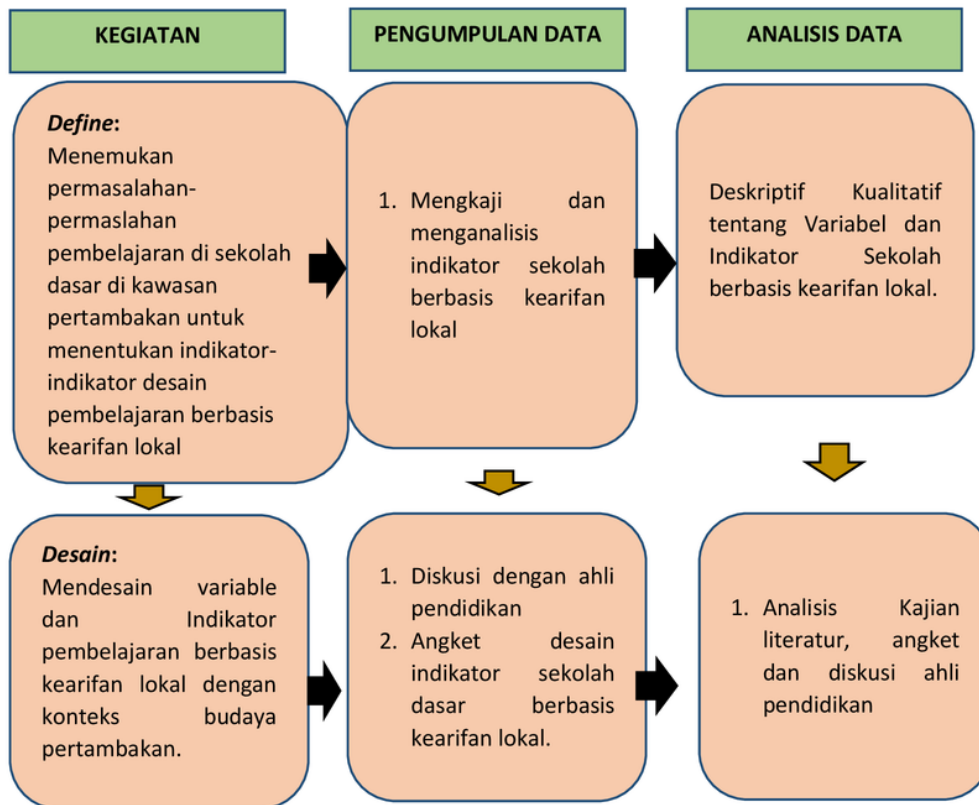 KEGIATAN
PENGUMPULAN DATA
ANALISIS DATA
Define:
Menemukan
permasalahan-
permaslahan
pembelajaran di sekolah
dasar di kawasan
pertambakan untuk
menentukan indikator-
indikator desain
pembelajaran berbasis
kearifan lokal
1. Mengkaji dan
menganalisis
indikator sekolah
berbasis kearifan
lokal
Deskriptif Kualitatif
tentang Variabel dan
Indikator Sekolah
berbasis kearifan lokal.
Desain:
Mendesain variable
dan Indikator
pembelajaran berbasis
kearifan lokal dengan
konteks budaya
pertambakan.
1. Diskusi dengan ahli
pendidikan
2. Angket desain
indikator sekolah
dasar berbasis
kearifan lokal.
1. Analisis Kajian
literatur, angket
dan diskusi ahli
pendidikan